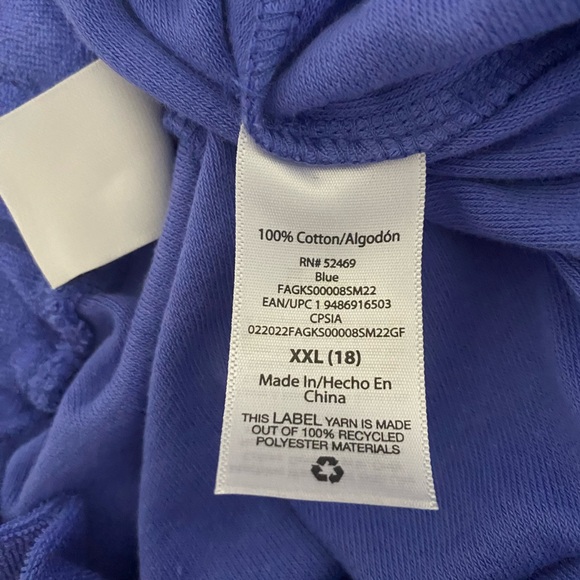 100% Cotton/Algodón
RN# 52469
Blue
FAGKS00008SM22
EAN/UPC 1 9486916503
CPSIA
022022FAGKS00008SM22GF
XXL (18)
Made In/Hecho En
China
THIS LABEL YARN IS MADE
OUT OF 100% RECYCLED
POLYESTER MATERIALS